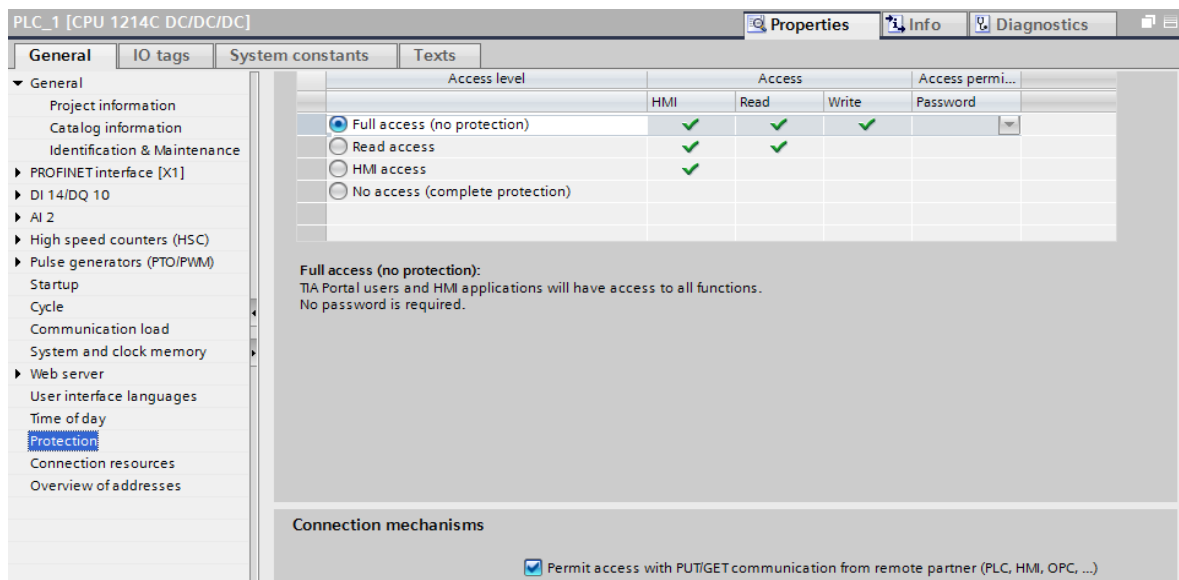 PLC_1 [CPU 1214C DC/DC/DC]
Properties Info Diagnostics
General IO tags System constants Texts
General
Project information
Catalog information
Identification & Maintenance
PROFINET interface [X1]
DI 14/DQ 10
AI 2
High speed counters (HSC)
Pulse generators (PTO/PWM)
Startup
Cycle
Communication load
System and clock memory
Web server
User interface languages
Time of day
Protection
Connection resources
Overview of addresses
Access level Access Access permi...
HMI Read Write Password
Full access (no protection)
Read access
HMI access
No access (complete protection)
Full access (no protection):
TIA Portal users and HMI applications will have access to all functions.
No password is required.
Connection mechanisms
Permit access with PUT/GET communication from remote partner (PLC, HMI, OPC, ...)